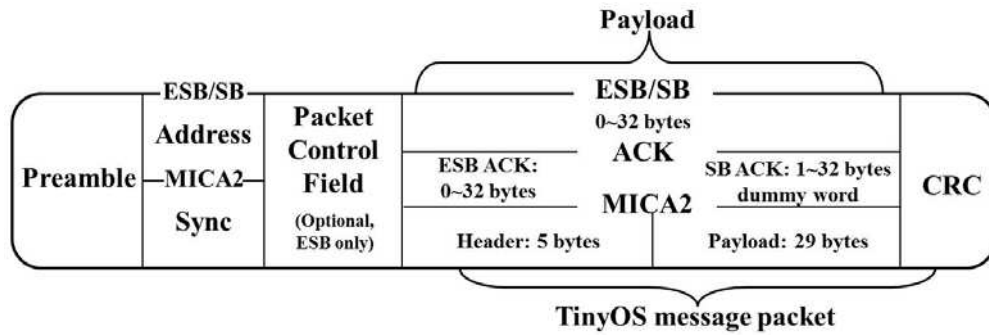 Payload
Preamble
ESB/SB
Address
MICA2
Sync
Packet
Control
Field
(Optional,
ESB only)
ESB/SB
0~32 bytes
ACK
ESB ACK:
0~32 bytes
SB ACK: 1~32 bytes
dummy word
MICA2
Header: 5 bytes
Payload: 29 bytes
CRC
TinyOS message packet